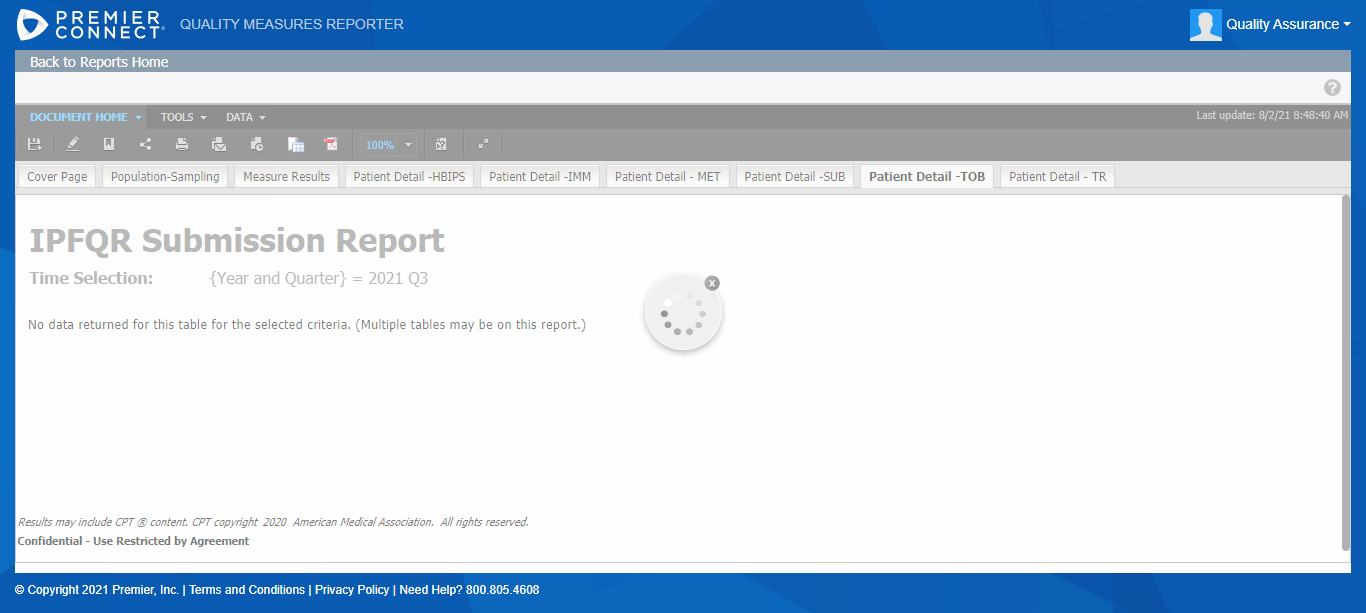 PREMIER CONNECT® QUALITY MEASURES REPORTER
Quality Assurance
Back to Reports Home
?
DOCUMENT HOME TOOLS DATA
Last update: 8/2/21 8:48:40 AM
100%
Cover Page Population-Sampling Measure Results Patient Detail -HBIPS Patient Detail -IMM Patient Detail - MET Patient Detail -SUB Patient Detail -TOB Patient Detail - TR
IPFQR Submission Report
Time Selection: {Year and Quarter} = 2021 Q3
x
No data returned for this table for the selected criteria. (Multiple tables may be on this report.)
Results may include CPT ® content. CPT copyright 2020 American Medical Association. All rights reserved.
Confidential - Use Restricted by Agreement
© Copyright 2021 Premier, Inc. | Terms and Conditions | Privacy Policy | Need Help? 800.805.4608